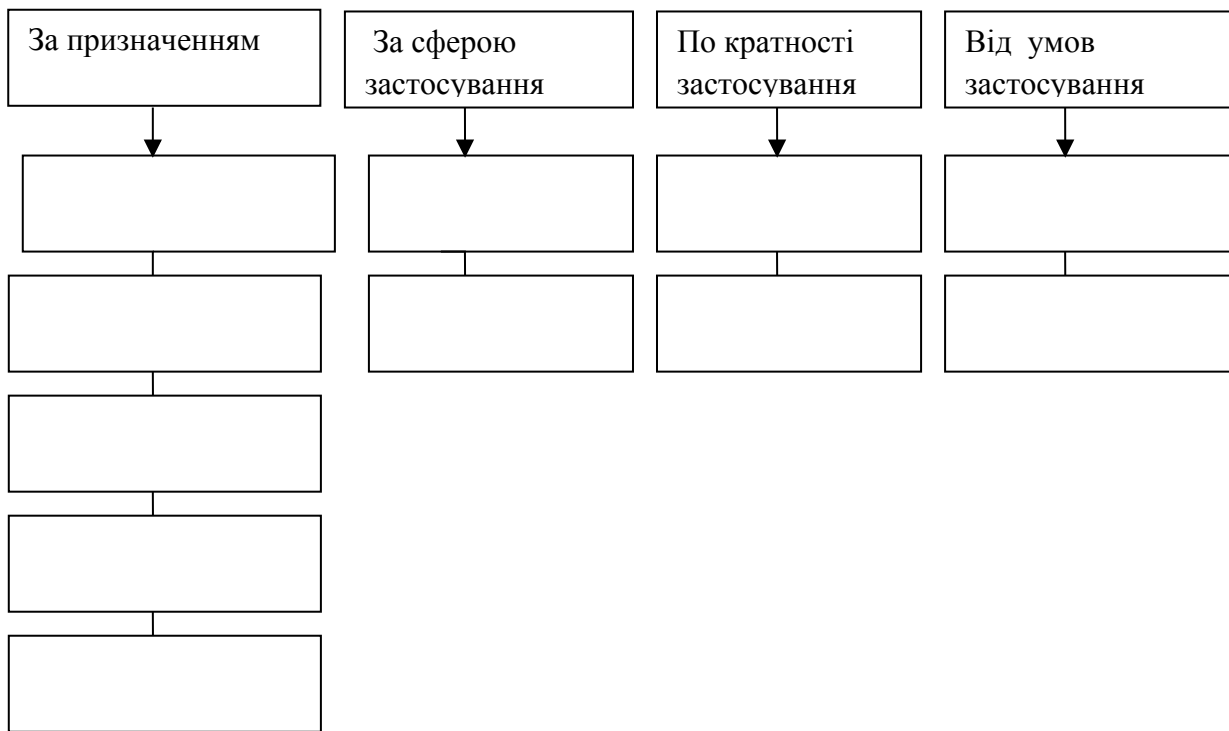 За призначенням
За сферою
застосування
По кратності
застосування
Від умов
застосування